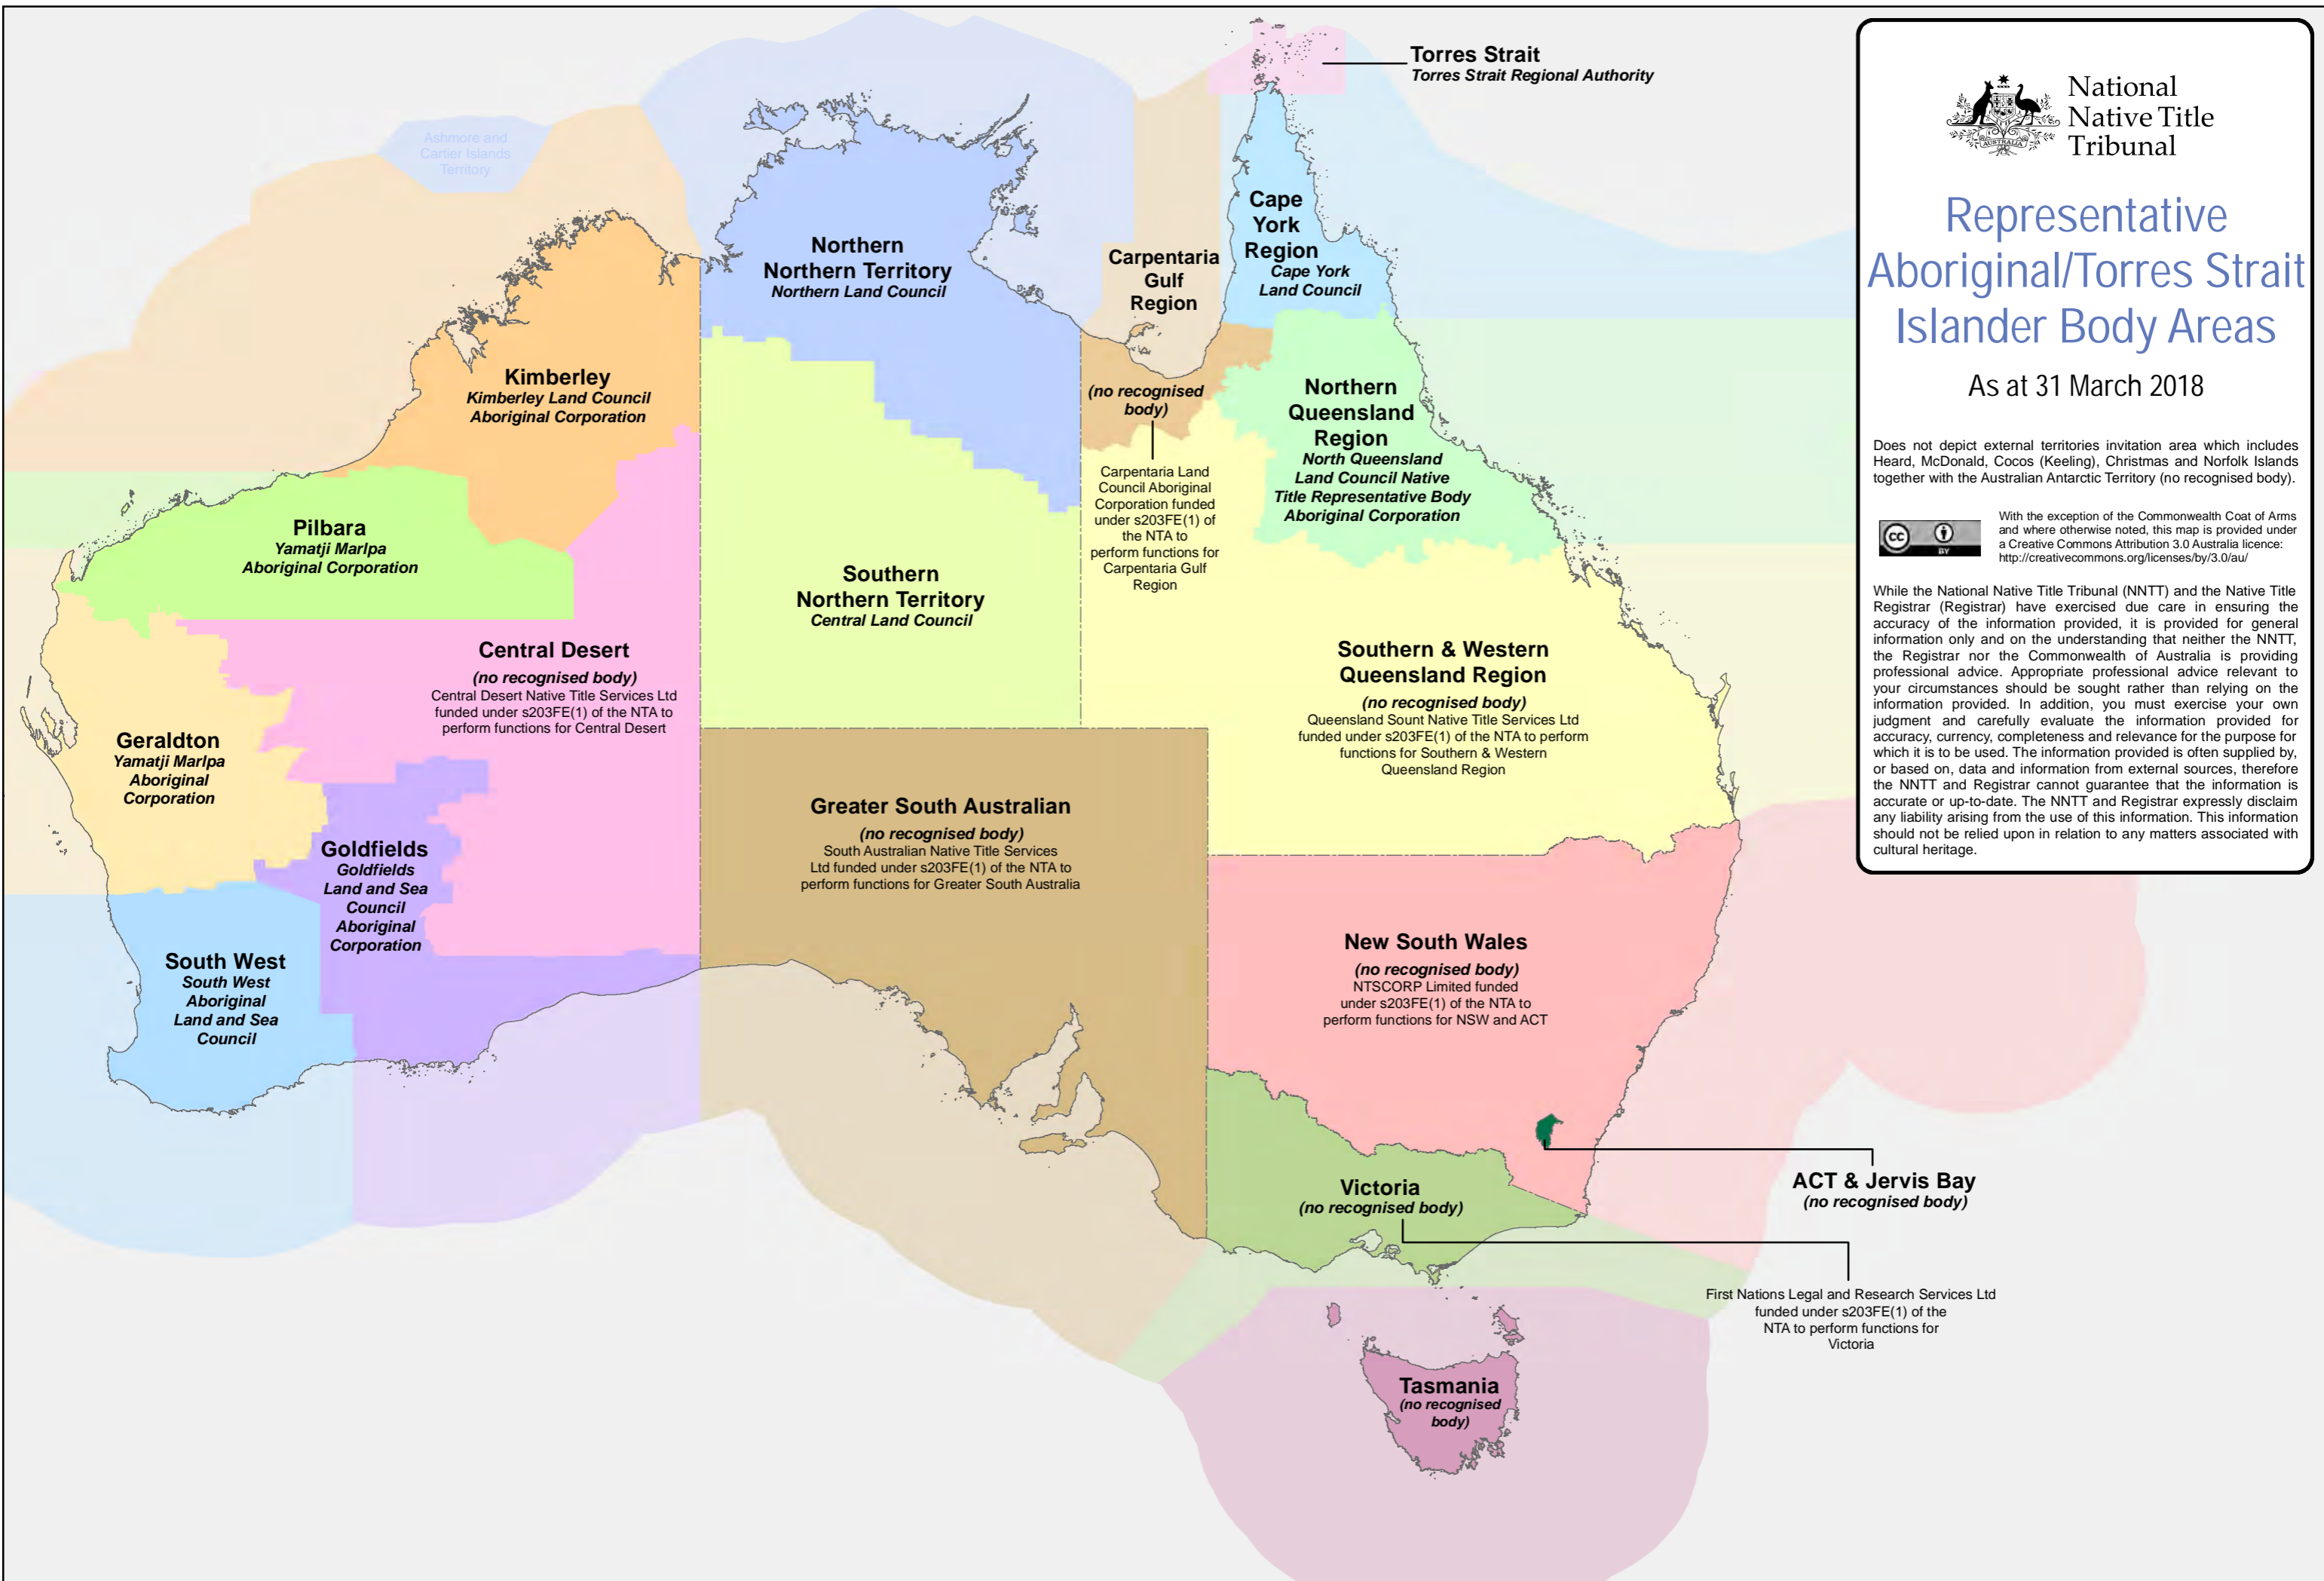 Torres Strait
Torres Strait Regional Authority
Ashmore and
Cartier Islands
Territory
Northern
Northern Territory
Northern Land Council
Carpentaria
Gulf
Region
(no recognised
body)
Carpentaria Land
Council Aboriginal
Corporation funded
under s203FE(1) of
the NTA to
perform functions for
Carpentaria Gulf
Region
Cape
York
Region
Cape York
Land Council
Kimberley
Kimberley Land Council
Aboriginal Corporation
Northern
Queensland
Region
North Queensland
Land Council Native
Title Representative Body
Aboriginal Corporation
Pilbara
Yamatji Marlpa
Aboriginal Corporation
Southern
Northern Territory
Central Land Council
Central Desert
(no recognised body)
Central Desert Native Title Services Ltd
funded under s203FE(1) of the NTA to
perform functions for Central Desert
Southern & Western
Queensland Region
(no recognised body)
Queensland Sount Native Title Services Ltd
funded under s203FE(1) of the NTA to perform
functions for Southern & Western
Queensland Region
Geraldton
Yamatji Marlpa
Aboriginal
Corporation
Greater South Australian
(no recognised body)
South Australian Native Title Services
Ltd funded under s203FE(1) of the NTA to
perform functions for Greater South Australia
Goldfields
Goldfields
Land and Sea
Council
Aboriginal
Corporation
South West
South West
Aboriginal
Land and Sea
Council
New South Wales
(no recognised body)
NTSCORP Limited funded
under s203FE(1) of the NTA to
perform functions for NSW and ACT
ACT & Jervis Bay
(no recognised body)
Victoria
(no recognised body)
First Nations Legal and Research Services Ltd
funded under s203FE(1) of the
NTA to perform functions for
Victoria
Tasmania
(no recognised
body)
AUSTRALIA
National
Native Title
Tribunal
Representative
Aboriginal/Torres Strait
Islander Body Areas
As at 31 March 2018
Does not depict external territories invitation area which includes
Heard, McDonald, Cocos (Keeling), Christmas and Norfolk Islands
together with the Australian Antarctic Territory (no recognised body).
cc
BY
With the exception of the Commonwealth Coat of Arms
and where otherwise noted, this map is provided under
a Creative Commons Attribution 3.0 Australia licence:
http://creativecommons.org/licenses/by/3.0/au/
While the National Native Title Tribunal (NNTT) and the Native Title
Registrar (Registrar) have exercised due care in ensuring the
accuracy of the information provided, it is provided for general
information only and on the understanding that neither the NNTT,
the Registrar nor the Commonwealth of Australia is providing
professional advice. Appropriate professional advice relevant to
your circumstances should be sought rather than relying on the
information provided. In addition, you must exercise your own
judgment and carefully evaluate the information provided for
accuracy, currency, completeness and relevance for the purpose for
which it is to be used. The information provided is often supplied by,
or based on, data and information from external sources, therefore
the NNTT and Registrar cannot guarantee that the information is
accurate or up-to-date. The NNTT and Registrar expressly disclaim
any liability arising from the use of this information. This information
should not be relied upon in relation to any matters associated with
cultural heritage.